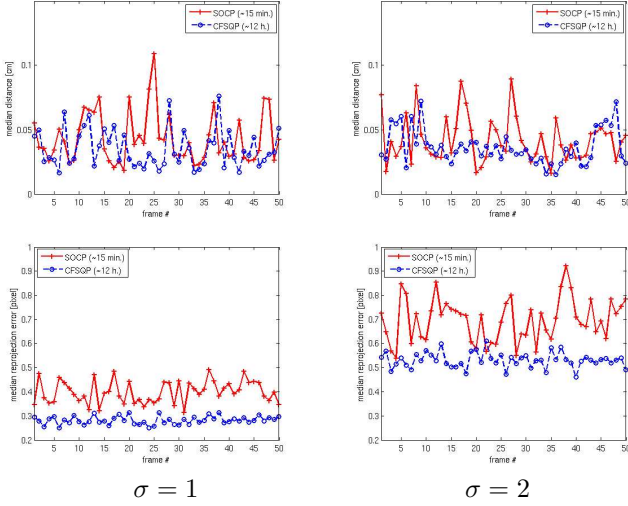 SOCP (~15 min.)
CFSQP (~12 h.)
median distance [cm]
0.1
0.05
0
5 10 15 20 25 30 35 40 45 50
frame #
SOCP (~15 min.)
CFSQP (~12 h.)
median distance [cm]
0.1
0.05
0
5 10 15 20 25 30 35 40 45 50
frame #
SOCP (~15 min.)
CFSQP (~12 h.)
median reprojection error [pixel]
1
0.9
0.8
0.7
0.6
0.5
0.4
0.3
0.2
5 10 15 20 25 30 35 40 45 50
frame #
σ = 1
SOCP (~15 min.)
CFSQP (~12 h.)
median reprojection error [pixel]
1
0.9
0.8
0.7
0.6
0.5
0.4
0.3
0.2
5 10 15 20 25 30 35 40 45 50
frame #
σ = 2